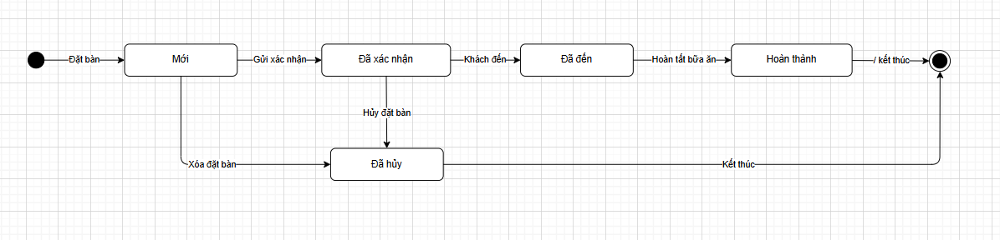 Đặt bàn
Mới
Gửi xác nhận
Đã xác nhận
Khách đến
Đã đến
Hoàn tất bữa ăn
Hoàn thành
/ kết thúc
Hủy đặt bàn
Xóa đặt bàn
Đã hủy
Kết thúc